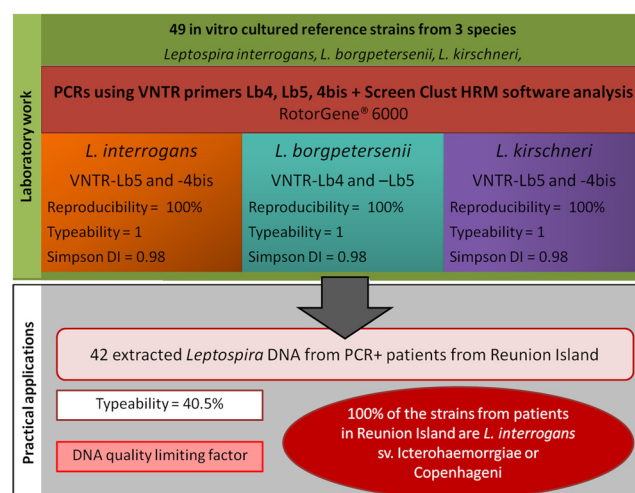 Laboratory work
49 in vitro cultured reference strains from 3 species
Leptospira interrogans, L. borgpetersenii, L. kirschneri,
PCRs using VNTR primers Lb4, Lb5, 4bis + Screen Clust HRM software analysis
RotorGene® 6000
L. interrogans
VNTR-Lb5 and -4bis
Reproducibility = 100%
Typeability = 1
Simpson DI = 0.98
L. borgpetersenii
VNTR-Lb4 and –Lb5
Reproducibility = 100%
Typeability = 1
Simpson DI = 0.98
L. kirschneri
VNTR-Lb5 and -4bis
Reproducibility = 100%
Typeability = 1
Simpson DI = 0.98
Practical applications
42 extracted Leptospira DNA from PCR+ patients from Reunion Island
Typeability = 40.5%
DNA quality limiting factor
100% of the strains from patients
in Reunion Island are L. interrogans
sv. Icterohaemorrgiae or
Copenhageni